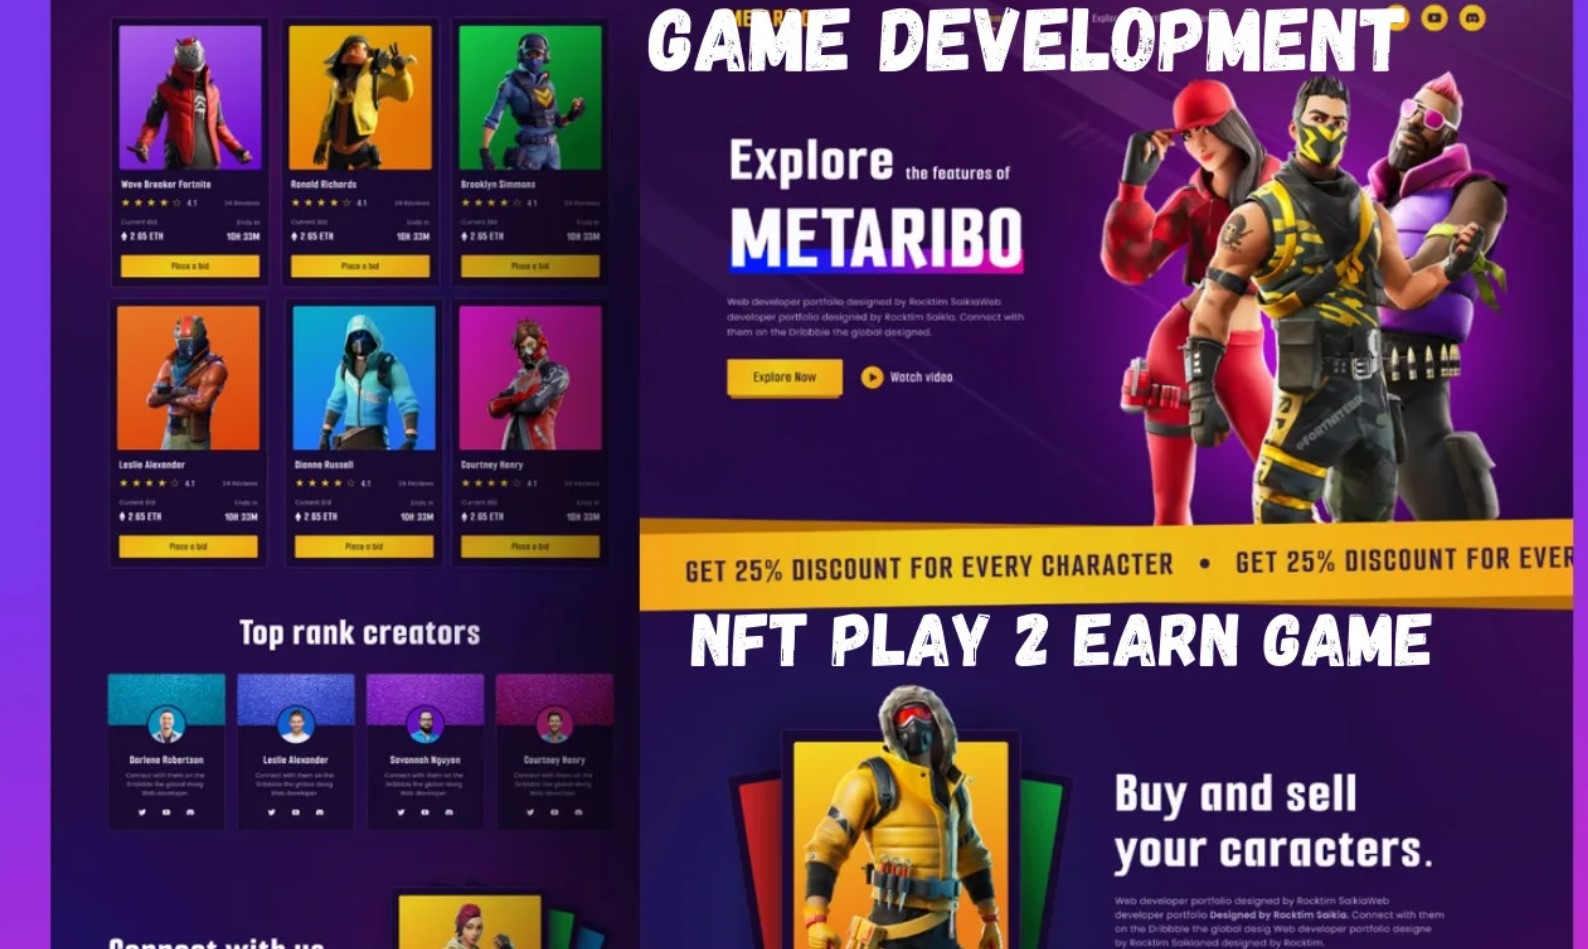 GAME DEVELOPMENT
Explore the features of
METARIBO
Web developer portfolio designed by Rocktim SaikiaWeb
developer portfolio designed by Rocktim Saikia. Connect with
them on the Dribbble the global designed.
Explore Now
Watch video
GET 25% DISCOUNT FOR EVERY CHARACTER • GET 25% DISCOUNT FOR EVER
NFT PLAY 2 EARN GAME
Buy and sell
your caracters.
Web developer portfolio designed by Rocktim SaikiaWeb
developer portfolio Designed by Rocktim Saikia. Connect with them
on the Dribbble the global desig Web developer portfolio designe
by Rocktim Saikianed designed by Rocktim.
@FORTNITEBR
Wave Breaker Fortnite
4.1 24 Reviews
Current Bid Ends in
2.65 ETH 10H 33M
Place a bid
Ronald Richards
4.1 24 Reviews
Current Bid Ends in
2.65 ETH 10H 33M
Place a bid
Brooklyn Simmons
4.1 24 Reviews
Current Bid Ends in
2.65 ETH 10H 33M
Place a bid
Leslie Alexander
4.1 24 Reviews
Current Bid Ends in
2.65 ETH 10H 33M
Place a bid
Dianne Russell
4.1 24 Reviews
Current Bid Ends in
2.65 ETH 10H 33M
Place a bid
Courtney Henry
4.1 24 Reviews
Current Bid Ends in
2.65 ETH 10H 33M
Place a bid
Top rank creators
Darlene Robertson
Connect with them on the
Dribbble the global desig
Web developer
Leslie Alexander
Connect with them on the
Dribbble the global desig
Web developer
Savannah Nguyen
Connect with them on the
Dribbble the global desig
Web developer
Courtney Henry
Connect with them on the
Dribbble the global desig
Web developer
Connect with us